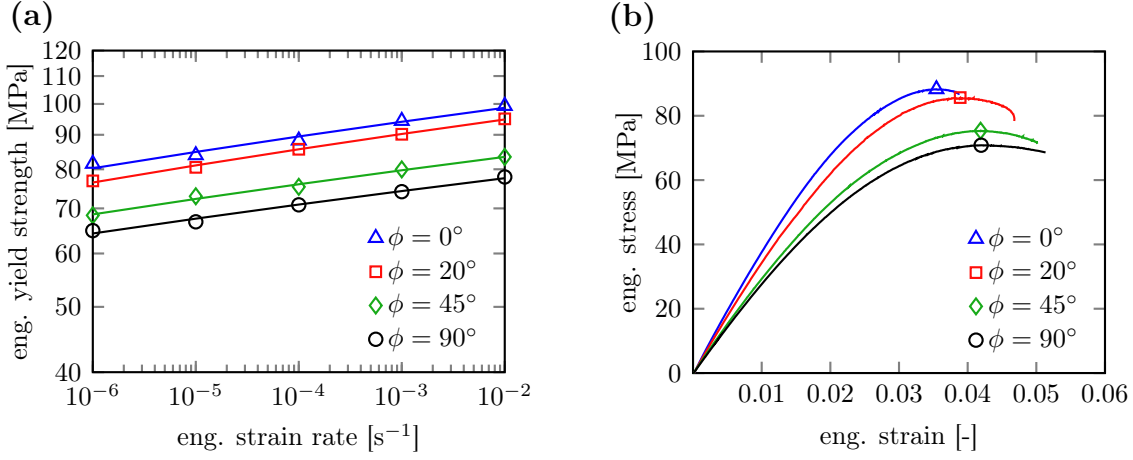 (a)
eng. yield strength [MPa]
120
110
100
90
80
70
60
50
40
10⁻⁶
10⁻⁵
10⁻⁴
10⁻³
10⁻²
eng. strain rate [s⁻¹]
ϕ = 0°
ϕ = 20°
ϕ = 45°
ϕ = 90°
(b)
eng. stress [MPa]
100
80
60
40
20
0
0.01
0.02
0.03
0.04
0.05
0.06
eng. strain [-]
ϕ = 0°
ϕ = 20°
ϕ = 45°
ϕ = 90°